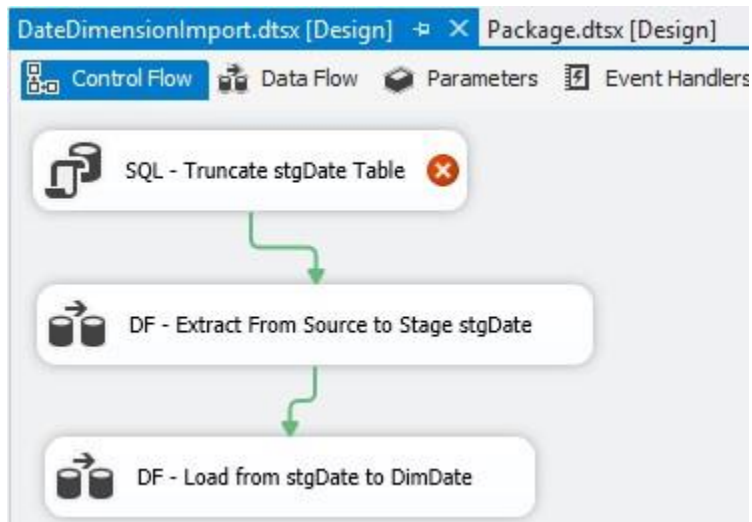 DateDimensionImport.dtsx [Design] Package.dtsx [Design]
Control Flow Data Flow Parameters Event Handlers
SQL - Truncate stgDate Table
DF - Extract From Source to Stage stgDate
DF - Load from stgDate to DimDate